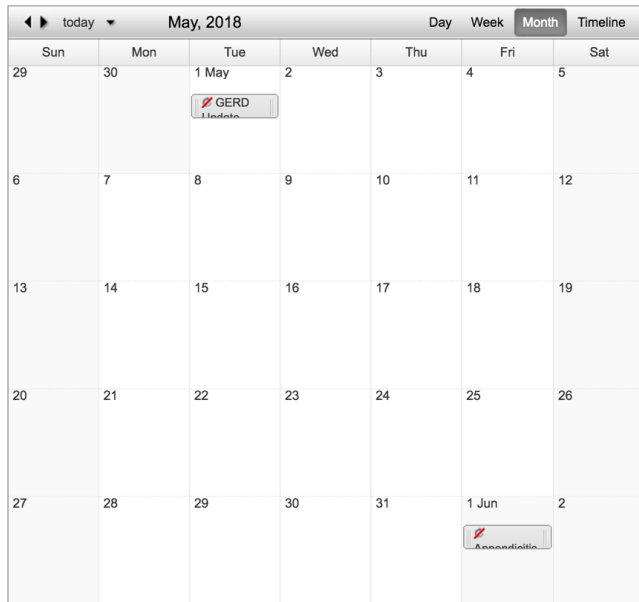 today May, 2018 Day Week Month Timeline
Sun Mon Tue Wed Thu Fri Sat
29 30 1 May 2 3 4 5
GERD
Update
6 7 8 9 10 11 12
13 14 15 16 17 18 19
20 21 22 23 24 25 26
27 28 29 30 31 1 Jun 2
Appendicitis